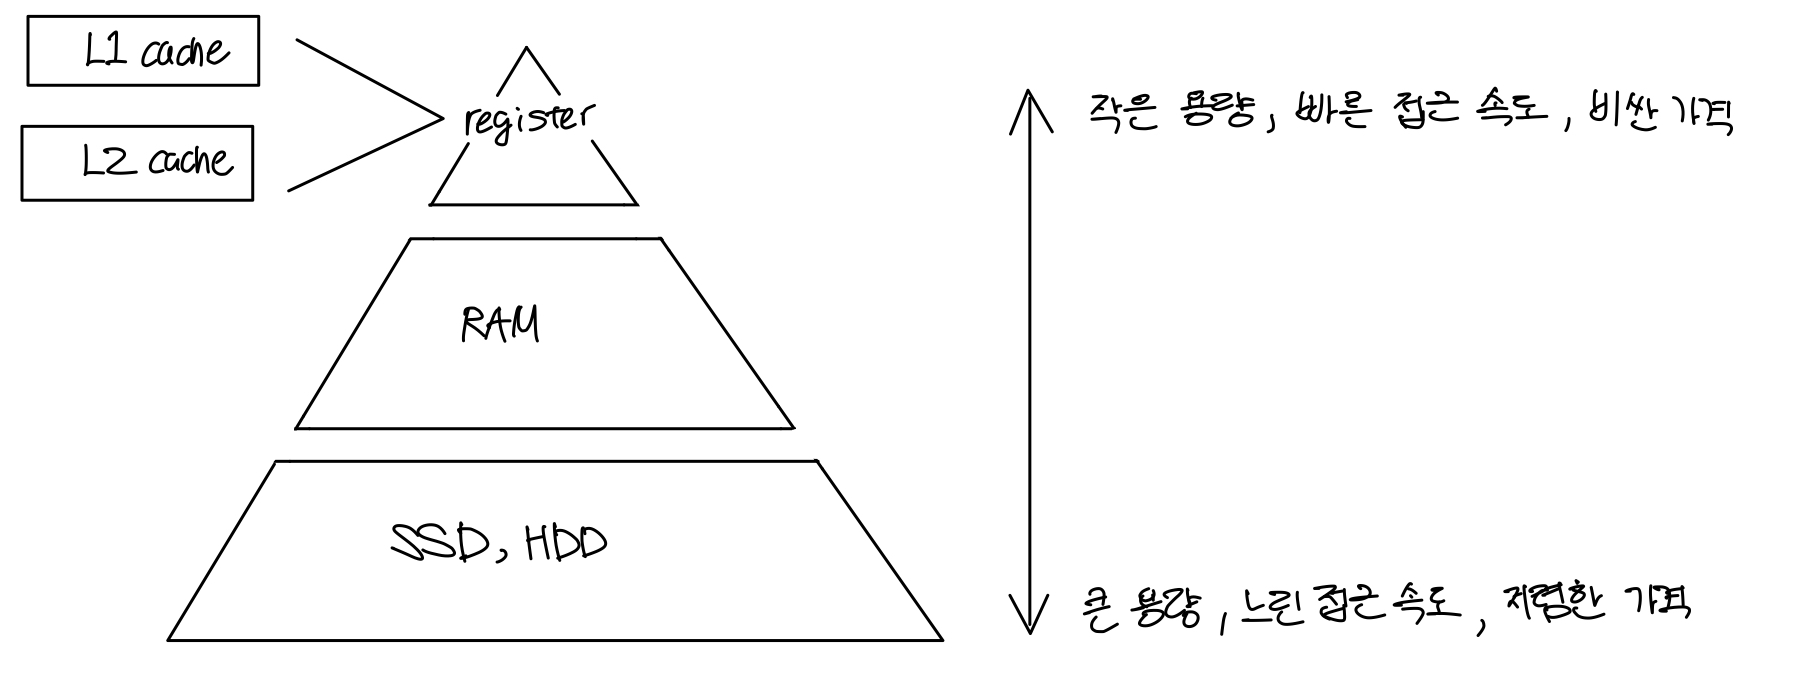 L1 cache
L2 cache
register
RAM
SSD, HDD
작은 용량, 빠른 접근 속도, 비싼 가격
큰 용량, 느린 접근 속도, 저렴한 가격